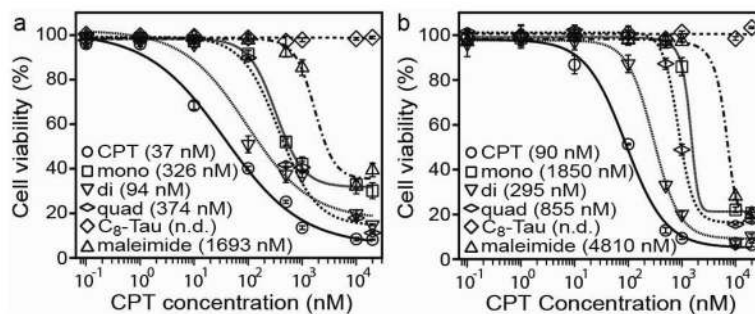 a
Cell viability (%)
100
80
60
40
20
0
CPT (37 nM)
mono (326 nM)
di (94 nM)
quad (374 nM)
C₈-Tau (n.d.)
maleimide (1693 nM)
10⁻¹ 10⁰ 10¹ 10² 10³ 10⁴
CPT concentration (nM)
b
Cell viability (%)
100
80
60
40
20
0
CPT (90 nM)
mono (1850 nM)
di (295 nM)
quad (855 nM)
C₈-Tau (n.d.)
maleimide (4810 nM)
10⁻¹ 10⁰ 10¹ 10² 10³ 10⁴
CPT Concentration (nM)